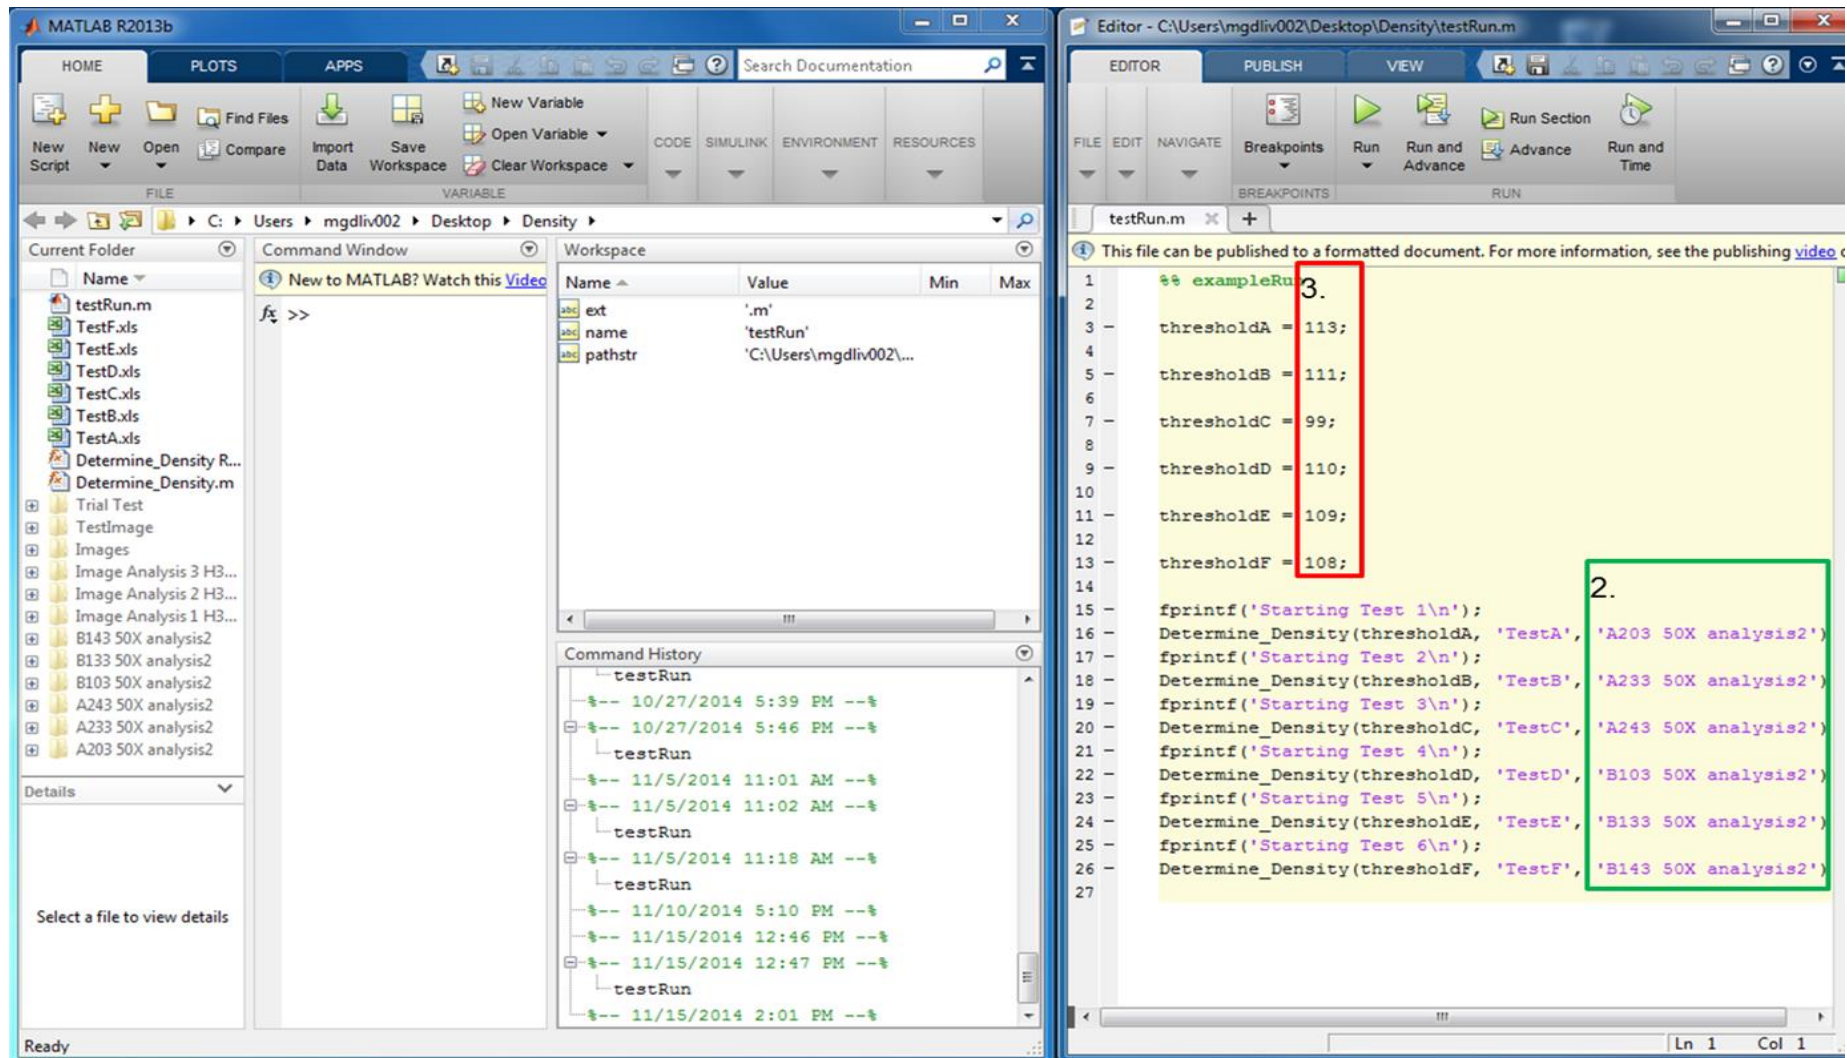 MATLAB R2013b
HOME PLOTS APPS
Search Documentation
New Script
New
Open
Find Files
Compare
Import Data
Save Workspace
New Variable
Open Variable
Clear Workspace
CODE SIMULINK ENVIRONMENT RESOURCES
FILE VARIABLE
C: Users mgdliv002 Desktop Density
Current Folder
Name
testRun.m
TestF.xls
TestE.xls
TestD.xls
TestC.xls
TestB.xls
TestA.xls
Determine_Density R...
Determine_Density.m
Trial Test
TestImage
Images
Image Analysis 3 H3...
Image Analysis 2 H3...
Image Analysis 1 H3...
B143 50X analysis2
B133 50X analysis2
B103 50X analysis2
A243 50X analysis2
A233 50X analysis2
A203 50X analysis2
Details
Select a file to view details
Ready
Command Window
New to MATLAB? Watch this Video
fx >>
Workspace
Name Value Min Max
abc ext '.m'
abc name 'testRun'
abc pathstr 'C:\Users\mgdliv002\...
Command History
testRun
%-- 10/27/2014 5:39 PM --%
%-- 10/27/2014 5:46 PM --%
testRun
%-- 11/5/2014 11:01 AM --%
%-- 11/5/2014 11:02 AM --%
testRun
%-- 11/5/2014 11:18 AM --%
testRun
%-- 11/10/2014 5:10 PM --%
%-- 11/15/2014 12:46 PM --%
%-- 11/15/2014 12:47 PM --%
testRun
%-- 11/15/2014 2:01 PM --%
Editor - C:\Users\mgdliv002\Desktop\Density\testRun.m
EDITOR PUBLISH VIEW
FILE EDIT NAVIGATE
Breakpoints
Run
Run and Advance
Run Section
Advance
Run and Time
BREAKPOINTS RUN
testRun.m
This file can be published to a formatted document. For more information, see the publishing video
1 %% exampleRun
3.
2
3 - thresholdA = 113;
4
5 - thresholdB = 111;
6
7 - thresholdC = 99;
8
9 - thresholdD = 110;
10
11 - thresholdE = 109;
12
13 - thresholdF = 108;
14
2.
15 - fprintf('Starting Test 1\n');
16 - Determine_Density(thresholdA, 'TestA', 'A203 50X analysis2')
17 - fprintf('Starting Test 2\n');
18 - Determine_Density(thresholdB, 'TestB', 'A233 50X analysis2')
19 - fprintf('Starting Test 3\n');
20 - Determine_Density(thresholdC, 'TestC', 'A243 50X analysis2')
21 - fprintf('Starting Test 4\n');
22 - Determine_Density(thresholdD, 'TestD', 'B103 50X analysis2')
23 - fprintf('Starting Test 5\n');
24 - Determine_Density(thresholdE, 'TestE', 'B133 50X analysis2')
25 - fprintf('Starting Test 6\n');
26 - Determine_Density(thresholdF, 'TestF', 'B143 50X analysis2')
27
Ln 1 Col 1